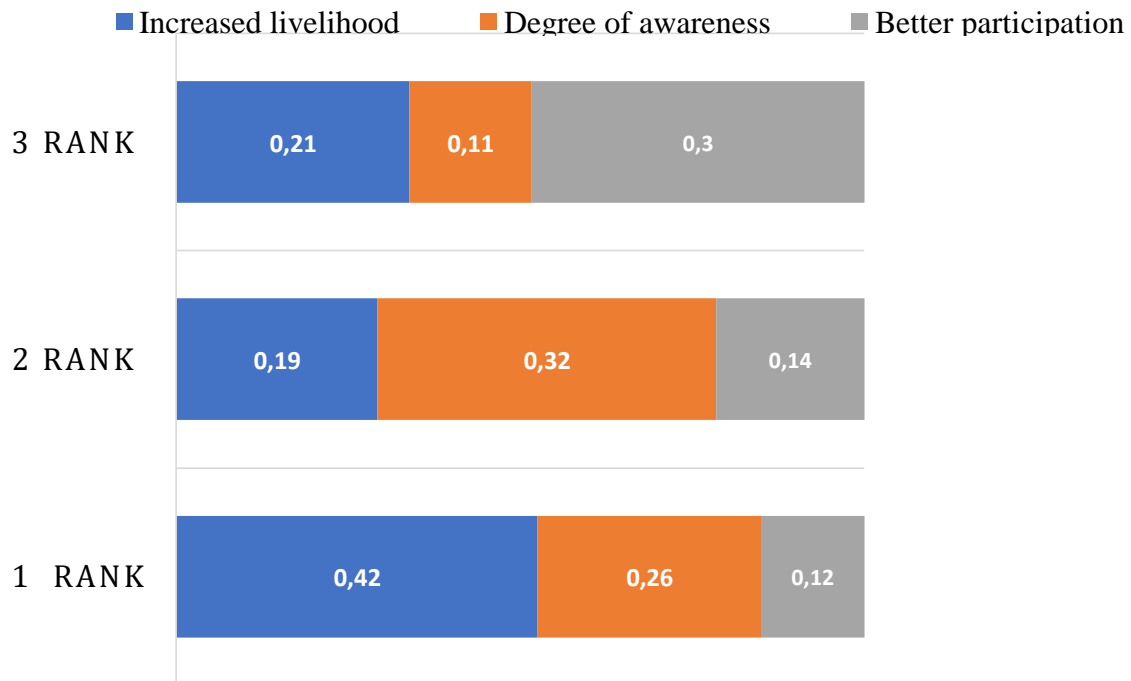 Increased livelihood Degree of awareness Better participation
3 RANK 0,21 0,11 0,3
2 RANK 0,19 0,32 0,14
1 RANK 0,42 0,26 0,12